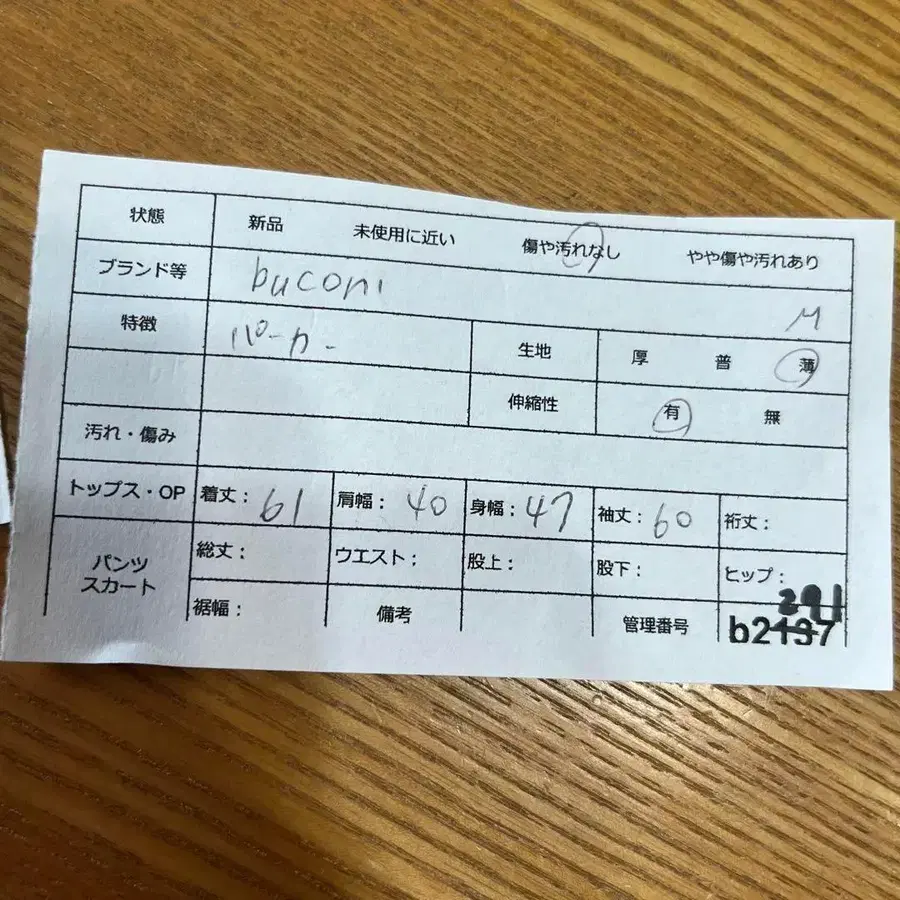 状態 新品 未使用に近い 傷や汚れなし やや傷や汚れあり
ブランド等 buconi M
特徴 パーカー 生地 厚 普 薄
伸縮性 有 無
汚れ・傷み
トップス・OP 着丈: 61 肩幅: 40 身幅: 47 袖丈: 60 裄丈:
パンツ スカート 総丈: ウエスト: 股上: 股下: ヒップ:
裾幅: 備考 管理番号 b2137 291